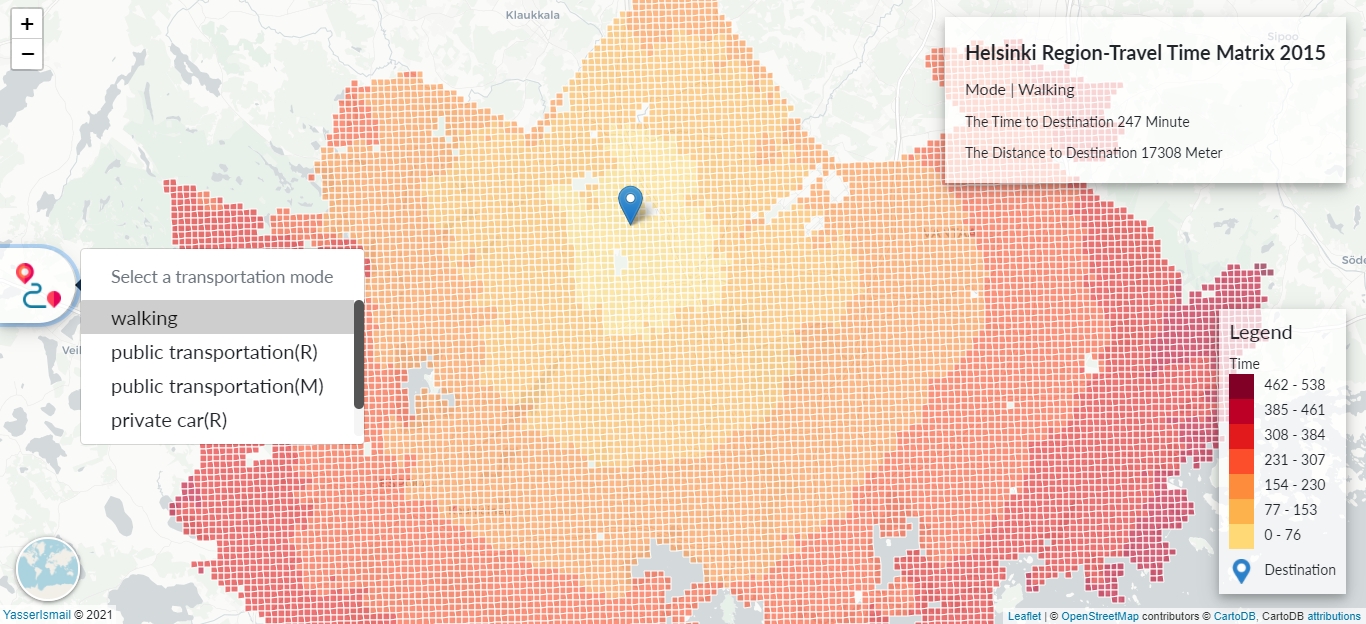 +
−
Klaukkala
Sipoo
Helsinki Region-Travel Time Matrix 2015
Mode | Walking
The Time to Destination 247 Minute
The Distance to Destination 17308 Meter
Select a transportation mode
walking
public transportation(R)
public transportation(M)
private car(R)
Veil
Söde
Legend
Time
462 - 538
385 - 461
308 - 384
231 - 307
154 - 230
77 - 153
0 - 76
Destination
YasserIsmail © 2021
Leaflet | © OpenStreetMap contributors © CartoDB, CartoDB attributions